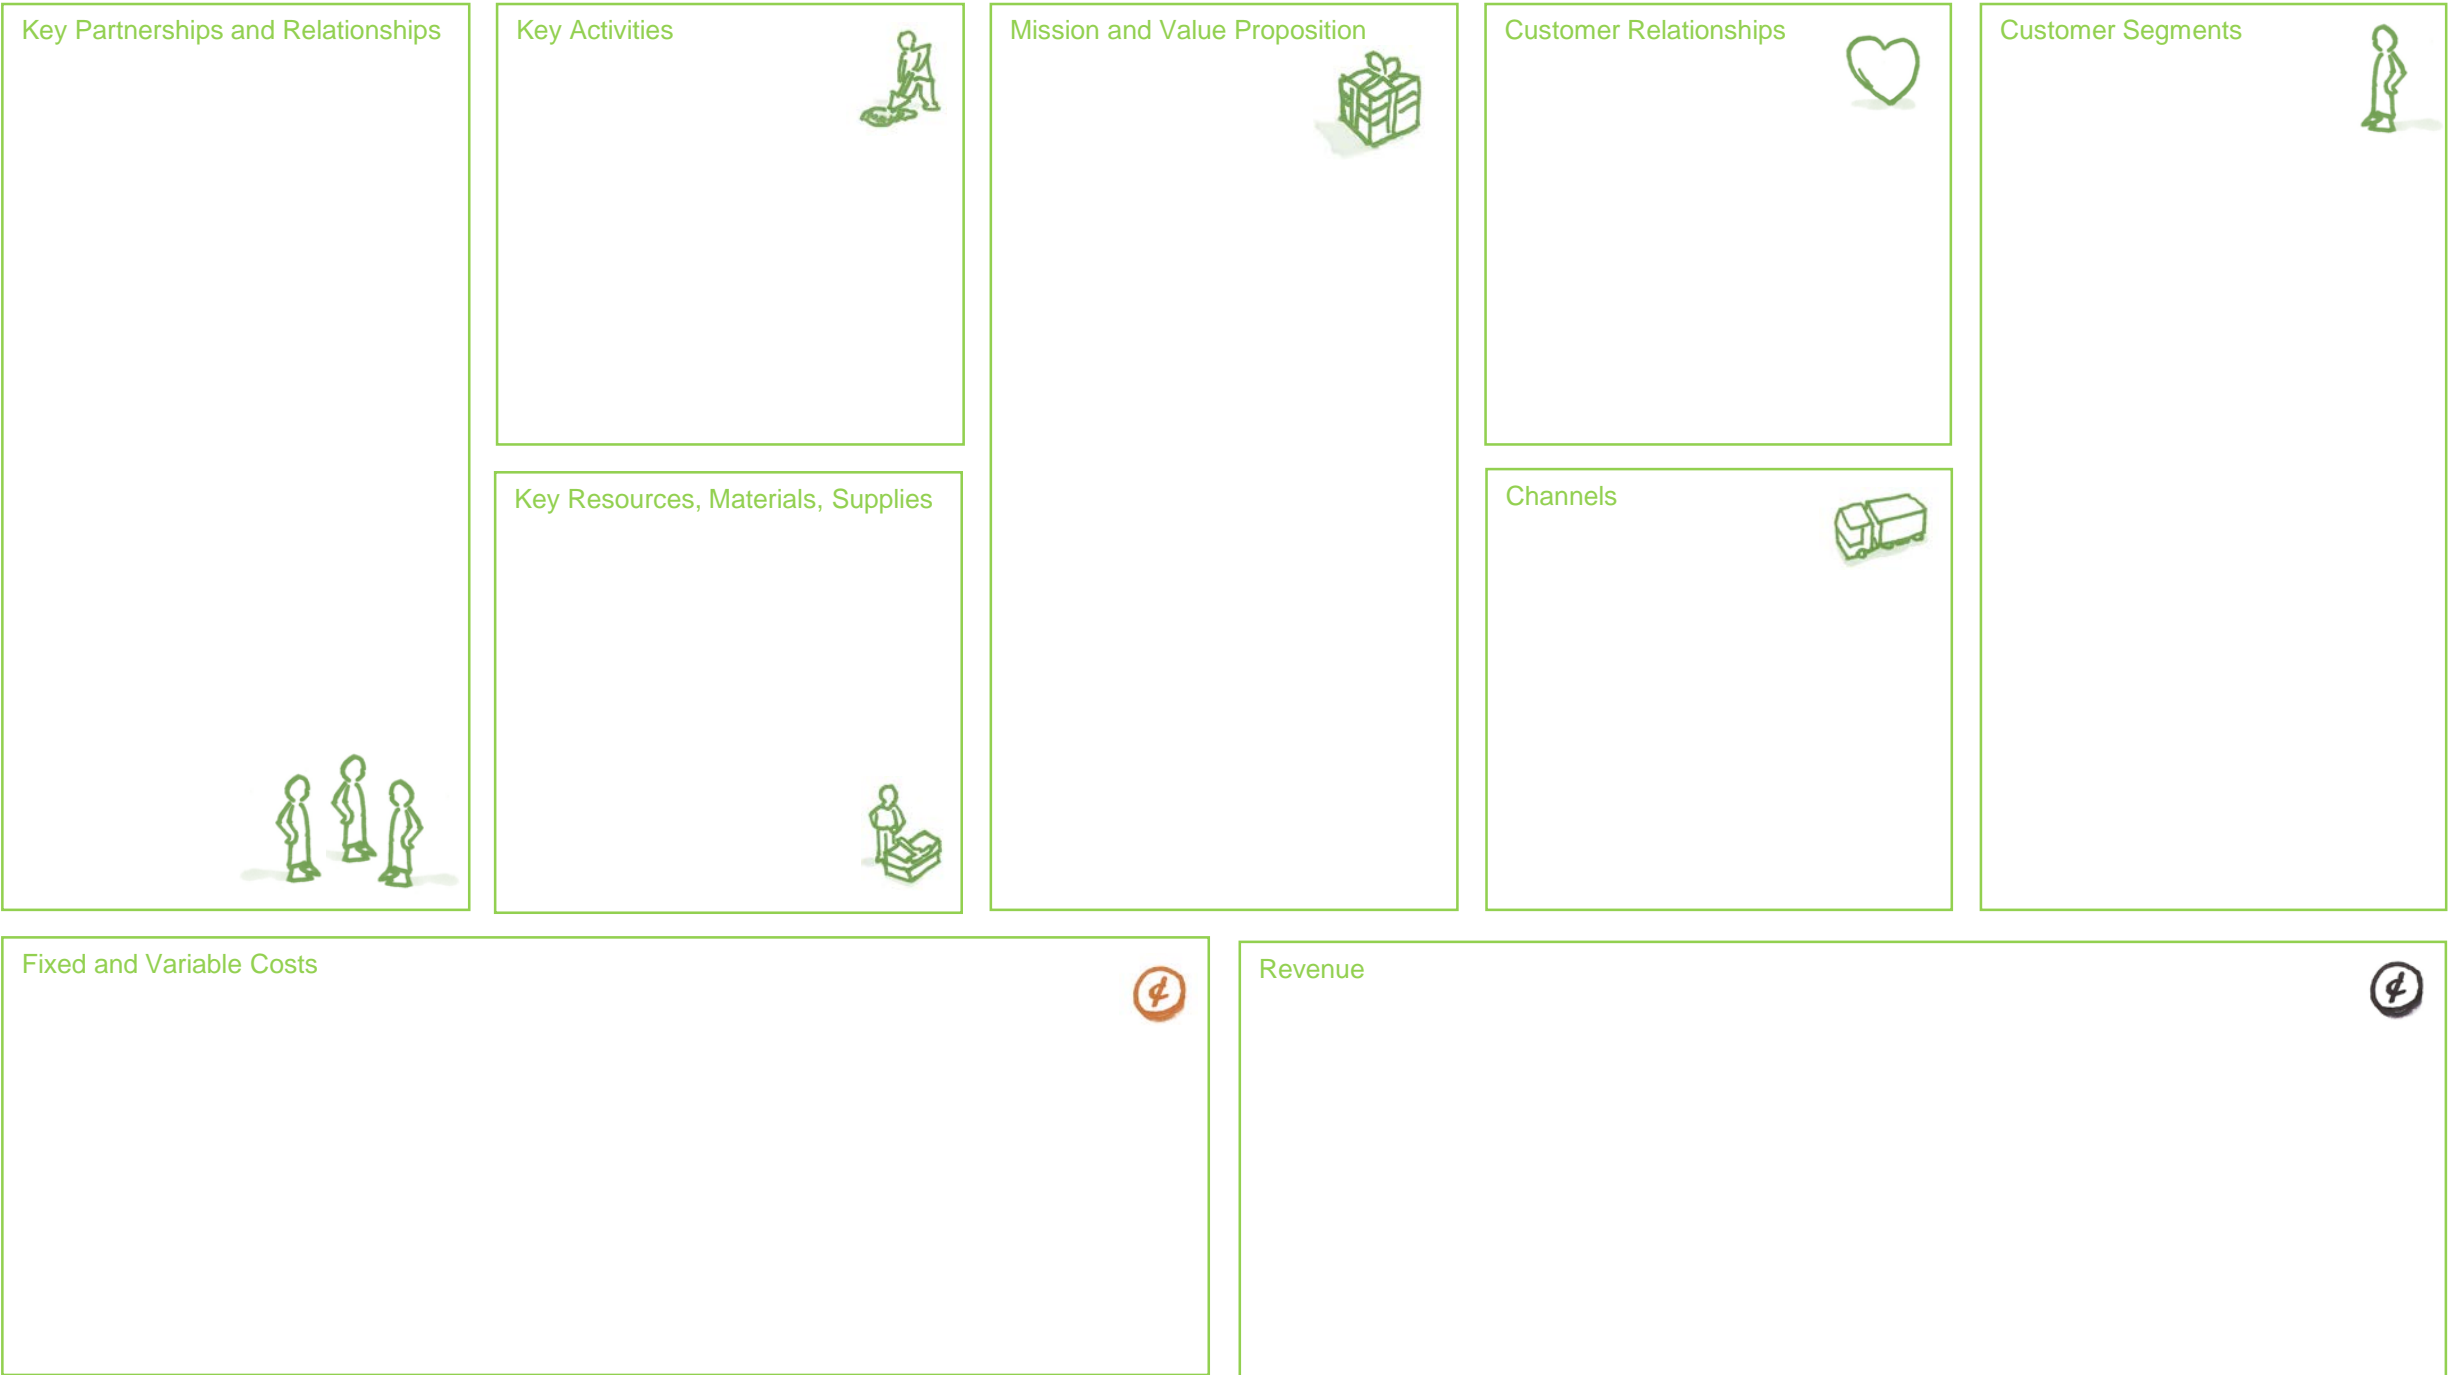 Key Partnerships and Relationships
Key Activities
Mission and Value Proposition
Customer Relationships
Customer Segments
Key Resources, Materials, Supplies
Channels
Fixed and Variable Costs
¢
Revenue
¢